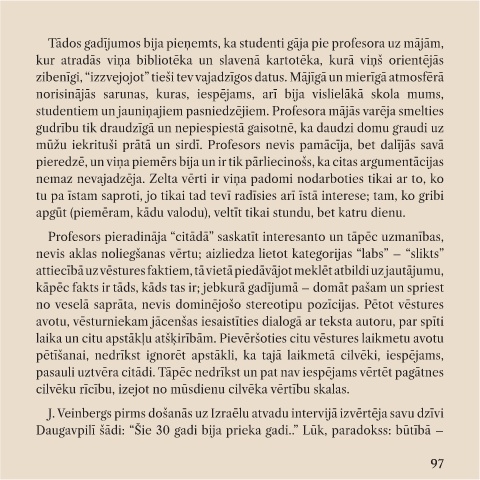 Tādos gadījumos bija pieņemts, ka studenti gāja pie profesora uz mājām,
kur atradās viņa bibliotēka un slavenā kartotēka, kurā viņš orientējās
zibenīgi, “izzvejojot” tieši tev vajadzīgos datus. Mājīgā un mierīgā atmosfērā
norisinājās sarunas, kuras, iespējams, arī bija vislielākā skola mums,
studentiem un jauniņajiem pasniedzējiem. Profesora mājās varēja smelties
gudrību tik draudzīgā un nepiespiestā gaisotnē, ka daudzi domu graudi uz
mūžu iekrituši prātā un sirdī. Profesors nevis pamācīja, bet dalījās savā
pieredzē, un viņa piemērs bija un ir tik pārliecinošs, ka citas argumentācijas
nemaz nevajadzēja. Zelta vērti ir viņa padomi nodarboties tikai ar to, ko
tu pa īstam saproti, jo tikai tad tevī radīsies arī īstā interese; tam, ko gribi
apgūt (piemēram, kādu valodu), veltīt tikai stundu, bet katru dienu.
Profesors pieradināja “citādā” saskatīt interesanto un tāpēc uzmanības,
nevis aklas noliegšanas vērtu; aizliedza lietot kategorijas “labs” – “slikts”
attiecībā uz vēstures faktiem, tā vietā piedāvājot meklēt atbildi uz jautājumu,
kāpēc fakts ir tāds, kāds tas ir; jebkurā gadījumā – domāt pašam un spriest
no veselā saprāta, nevis dominējošo stereotipu pozīcijas. Pētot vēstures
avotu, vēsturniekam jācenšas iesaistīties dialogā ar teksta autoru, par spīti
laika un citu apstākļu atšķirībām. Pievēršoties citu vēstures laikmetu avotu
pētīšanai, nedrīkst ignorēt apstākli, ka tajā laikmetā cilvēki, iespējams,
pasauli uztvēra citādi. Tāpēc nedrīkst un pat nav iespējams vērtēt pagātnes
cilvēku rīcību, izejot no mūsdienu cilvēka vērtību skalas.
J. Veinbergs pirms došanās uz Izraēlu atvadu intervijā izvērtēja savu dzīvi
Daugavpilī šādi: “Šie 30 gadi bija prieka gadi..” Lūk, paradokss: būtībā –
97